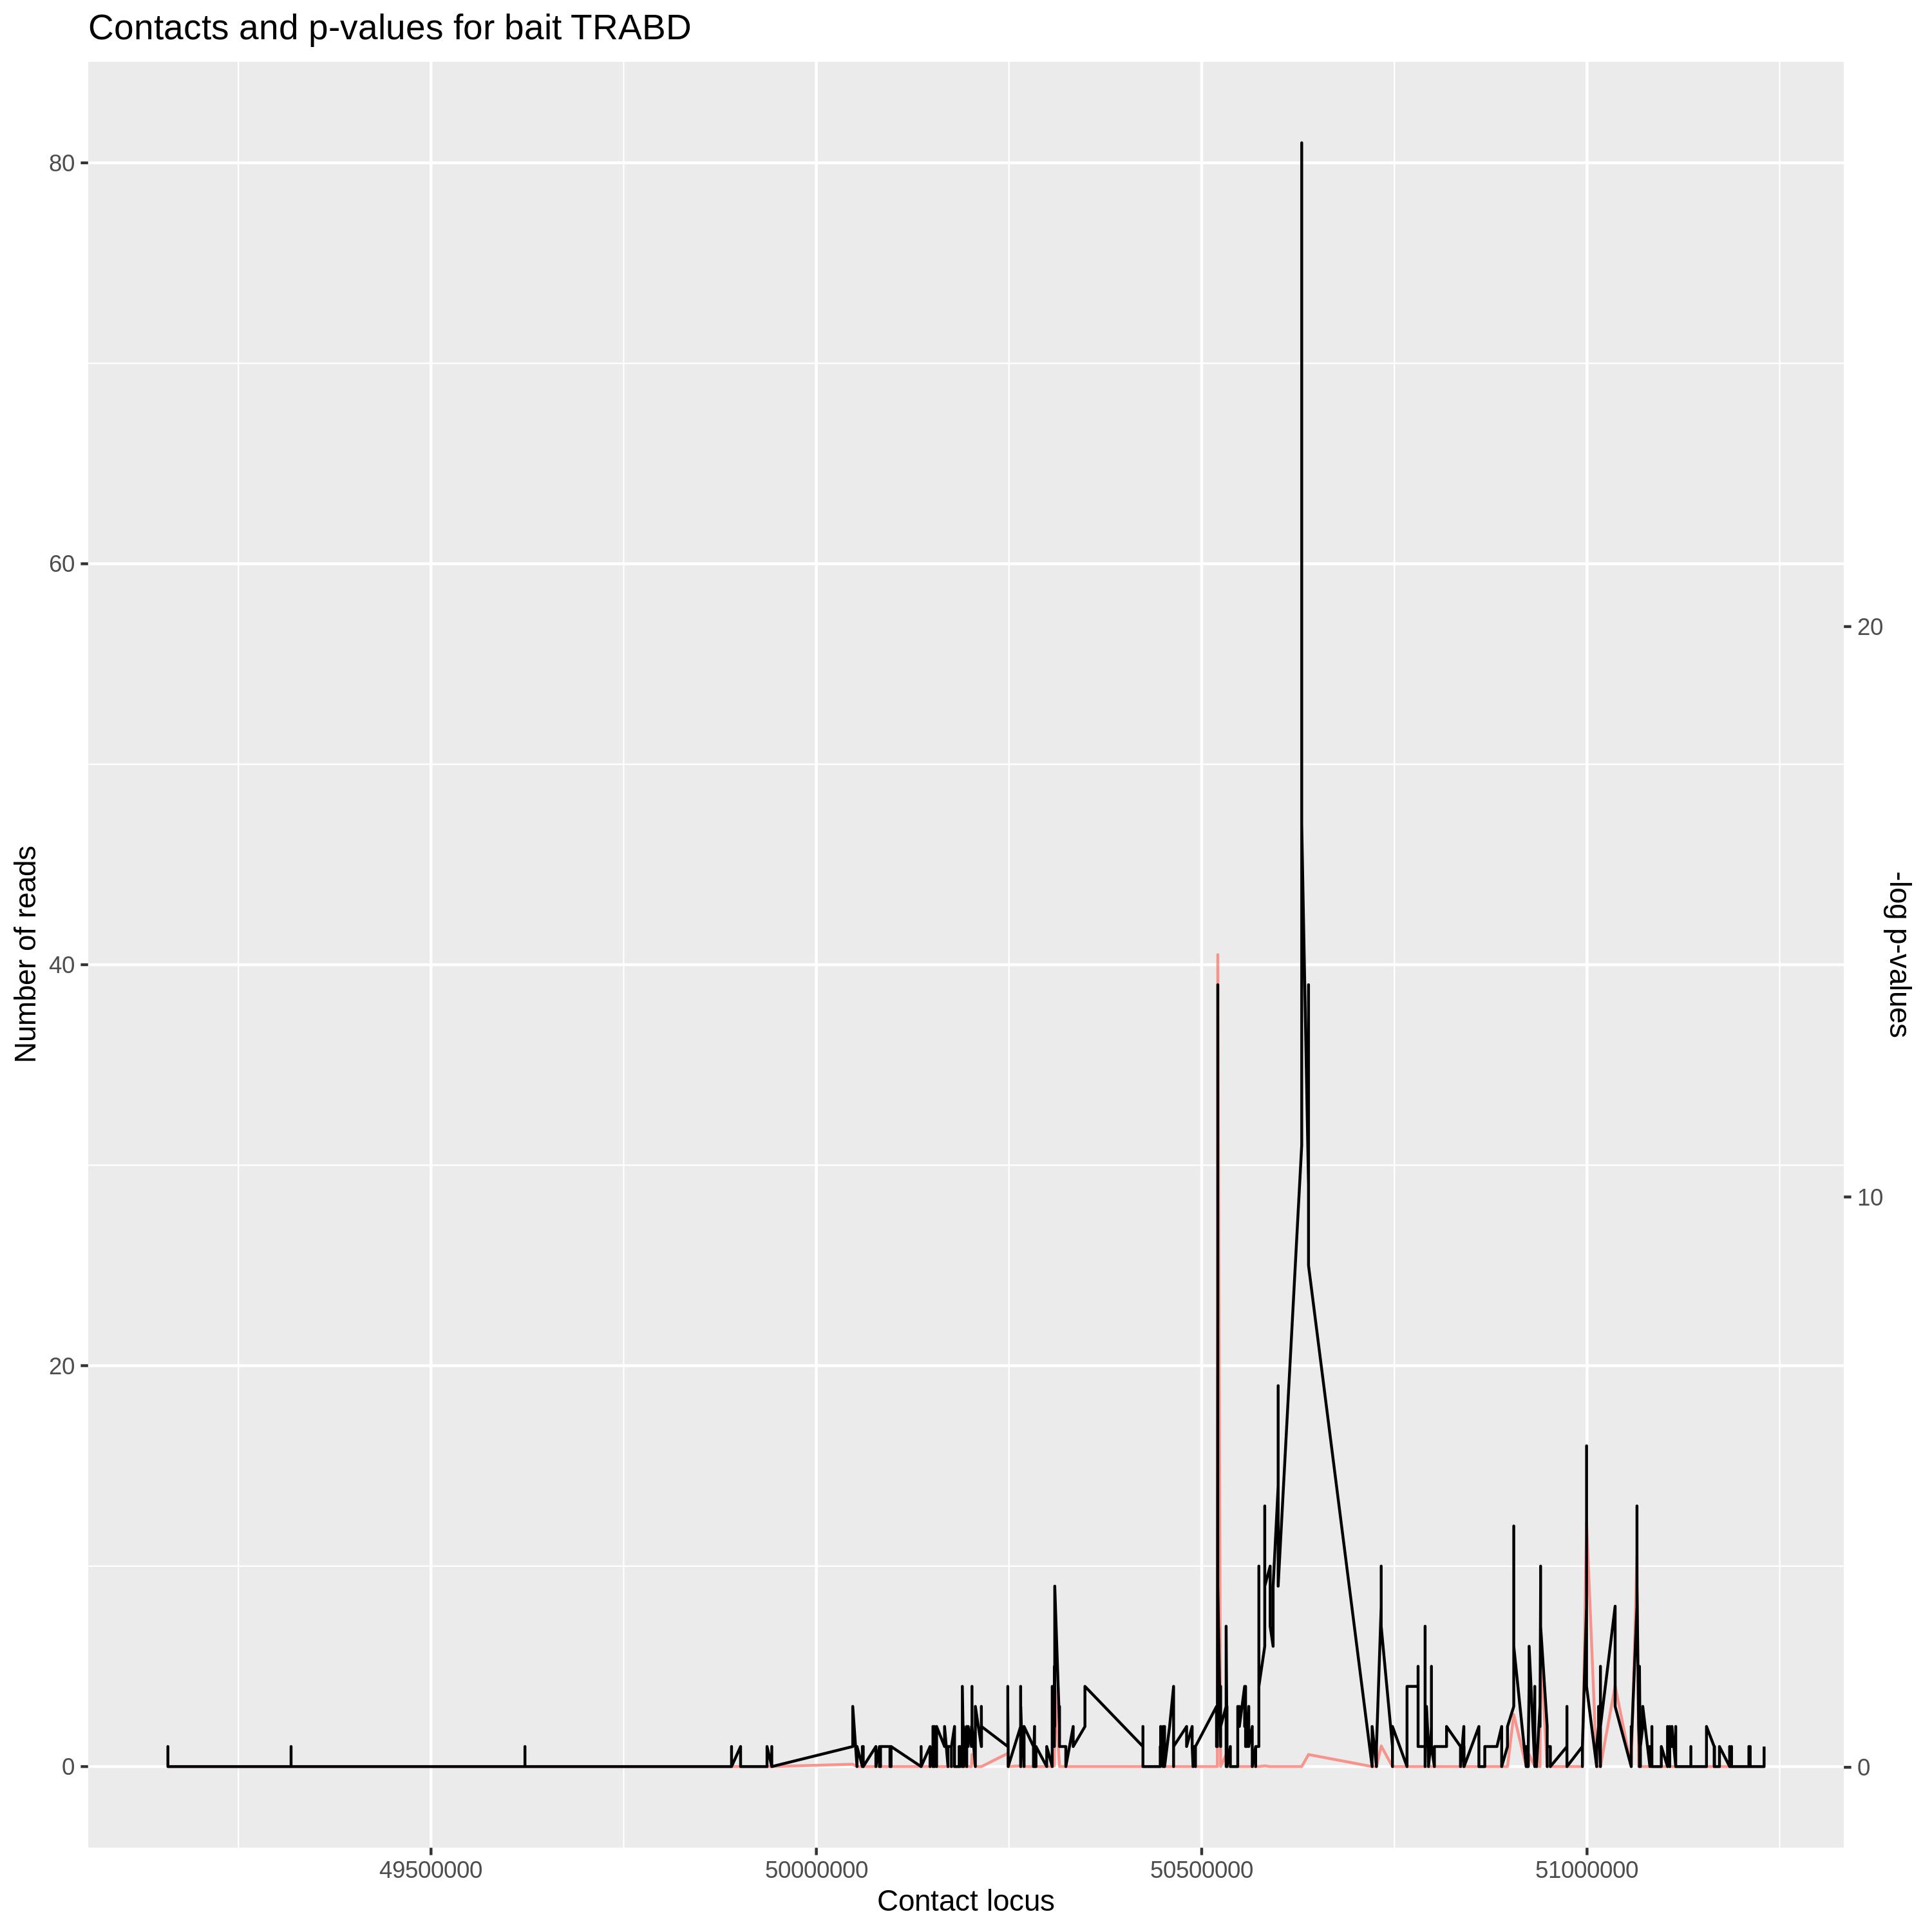 Contacts and p-values for bait TRABD
80
60
40
20
0
Number of reads
20
10
0
-log p-values
49500000 50000000 50500000 51000000
Contact locus